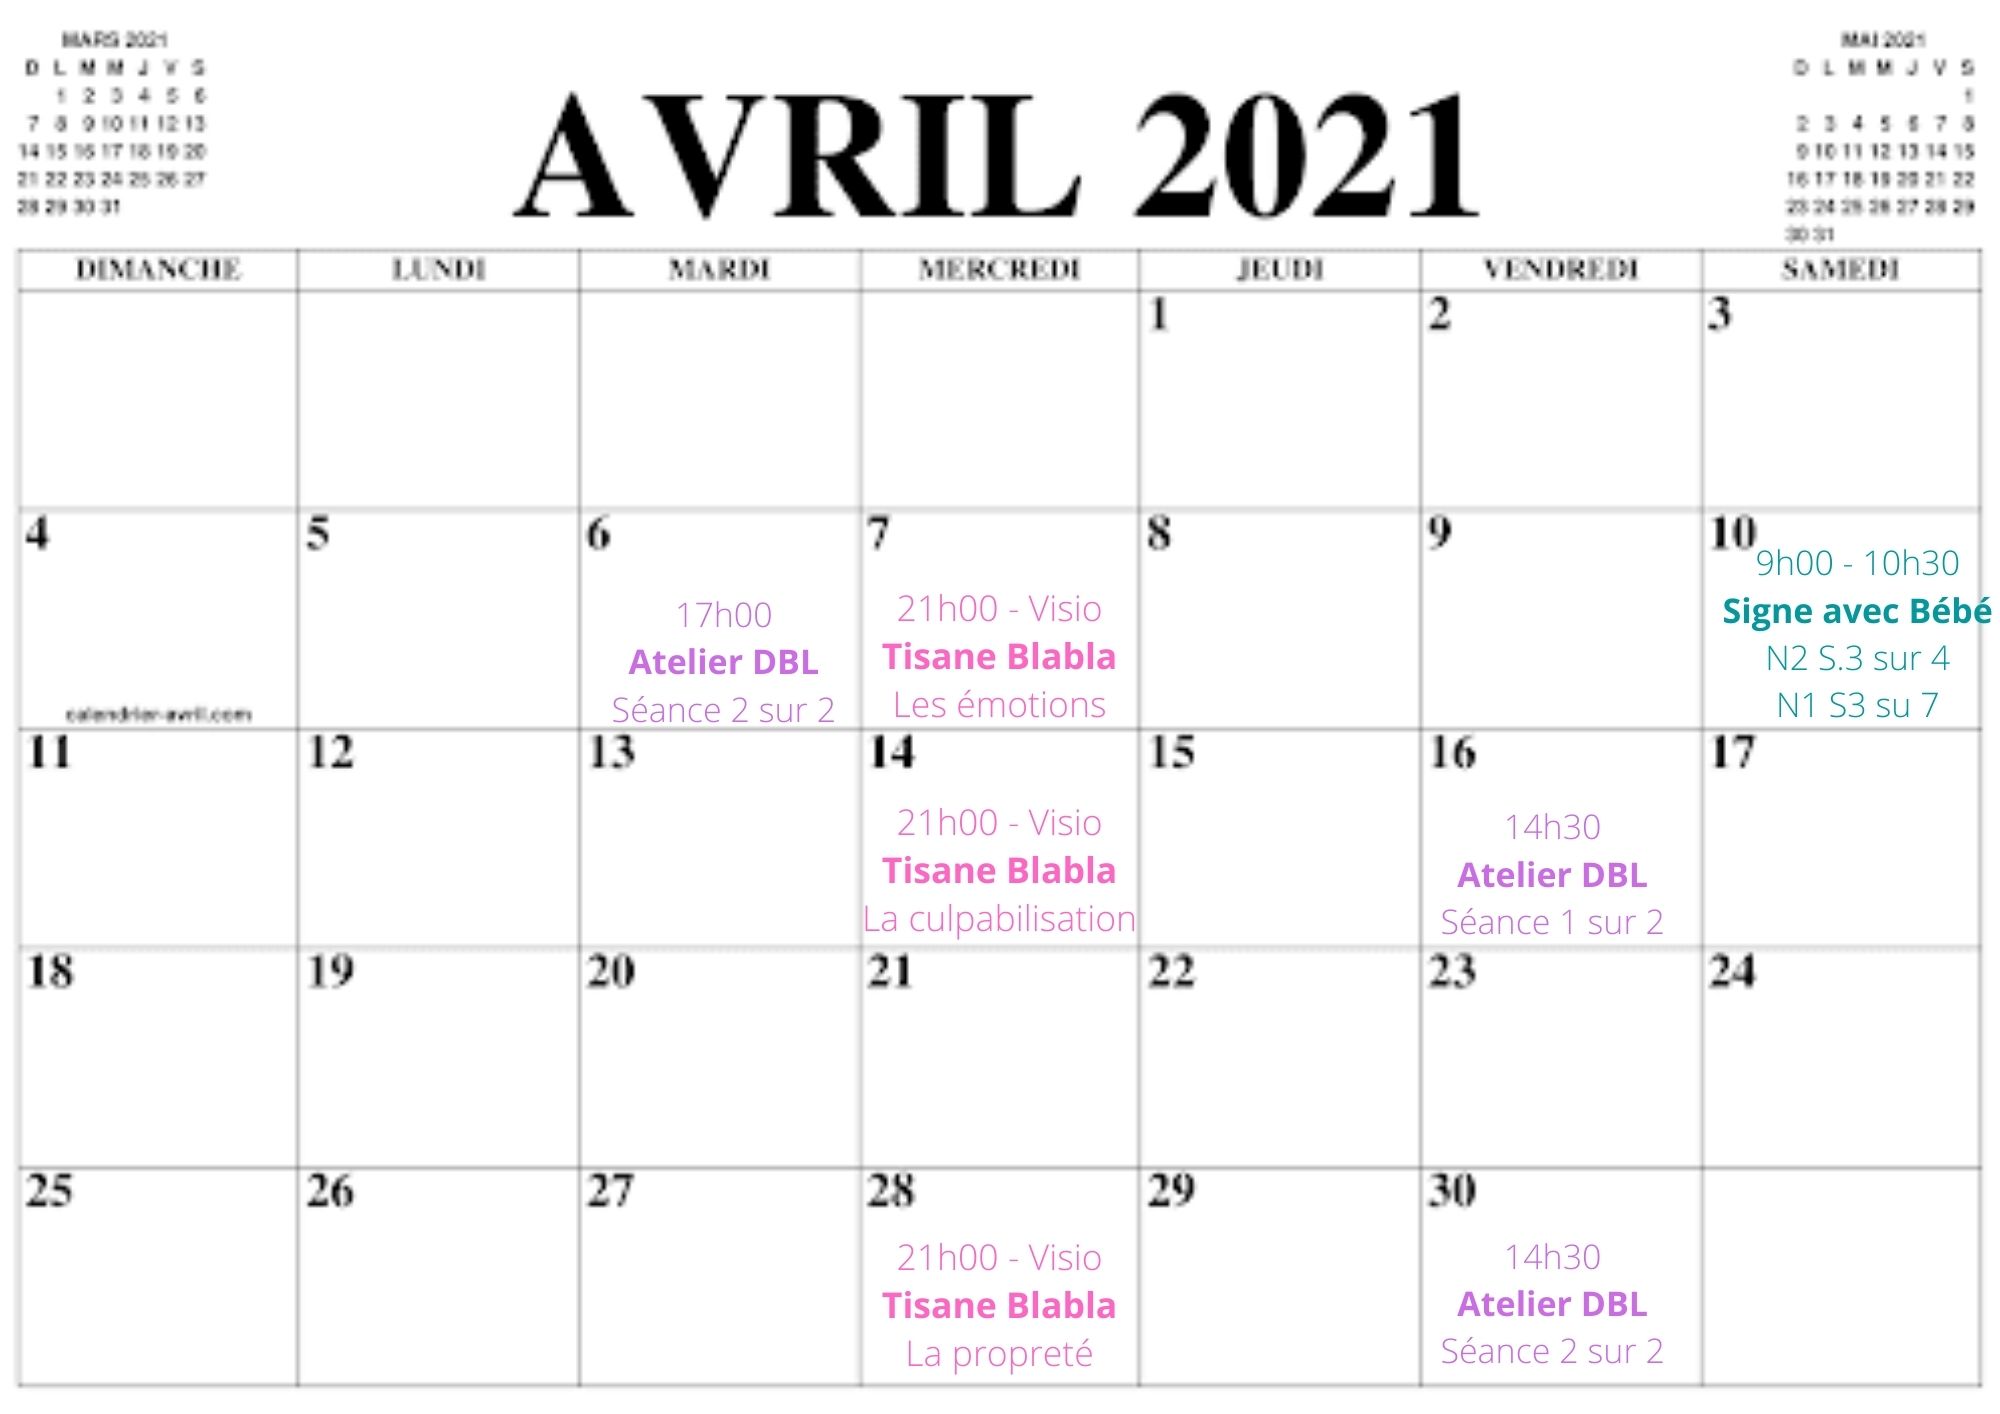 MARS 2021
D L M M J V S
1 2 3 4 5 6
7 8 9 10 11 12 13
14 15 16 17 18 19 20
21 22 23 24 25 26 27
28 29 30 31
AVRIL 2021
MAI 2021
D L M M J V S
1
2 3 4 5 6 7 8
9 10 11 12 13 14 15
16 17 18 19 20 21 22
23 24 25 26 27 28 29
30 31
DIMANCHE LUNDI MARDI MERCREDI JEUDI VENDREDI SAMEDI
1 2 3
4
calendrier-avril.com
5
6
17h00
Atelier DBL
Séance 2 sur 2
7
21h00 - Visio
Tisane Blabla
Les émotions
8
9
10
9h00 - 10h30
Signe avec Bébé
N2 S.3 sur 4
N1 S3 su 7
11
12
13
14
21h00 - Visio
Tisane Blabla
La culpabilisation
15
16
14h30
Atelier DBL
Séance 1 sur 2
17
18 19 20 21 22 23 24
25
26
27
28
21h00 - Visio
Tisane Blabla
La propreté
29
30
14h30
Atelier DBL
Séance 2 sur 2